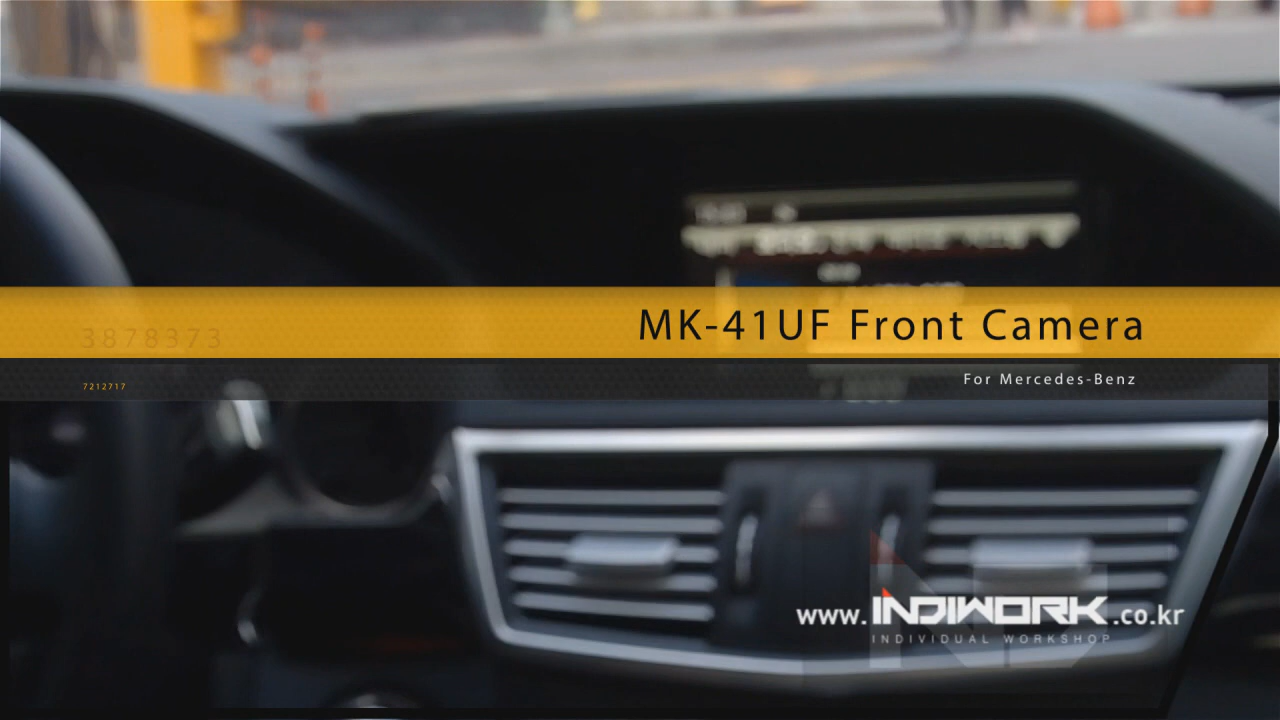 3878373
MK-41UF Front Camera
7212717
For Mercedes-Benz
www.INDIWORK.co.kr
INDIVIDUAL WORKSHOP